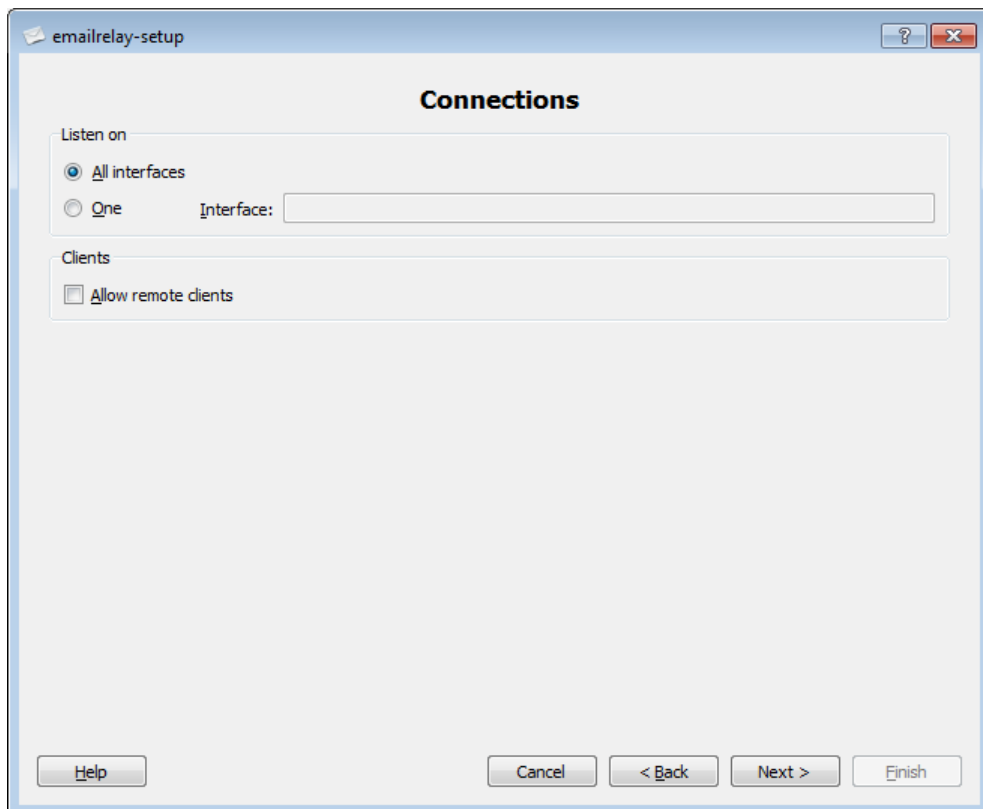 emailrelay-setup
Connections
Listen on
All interfaces
One Interface:
Clients
Allow remote clients
Help Cancel < Back Next > Finish